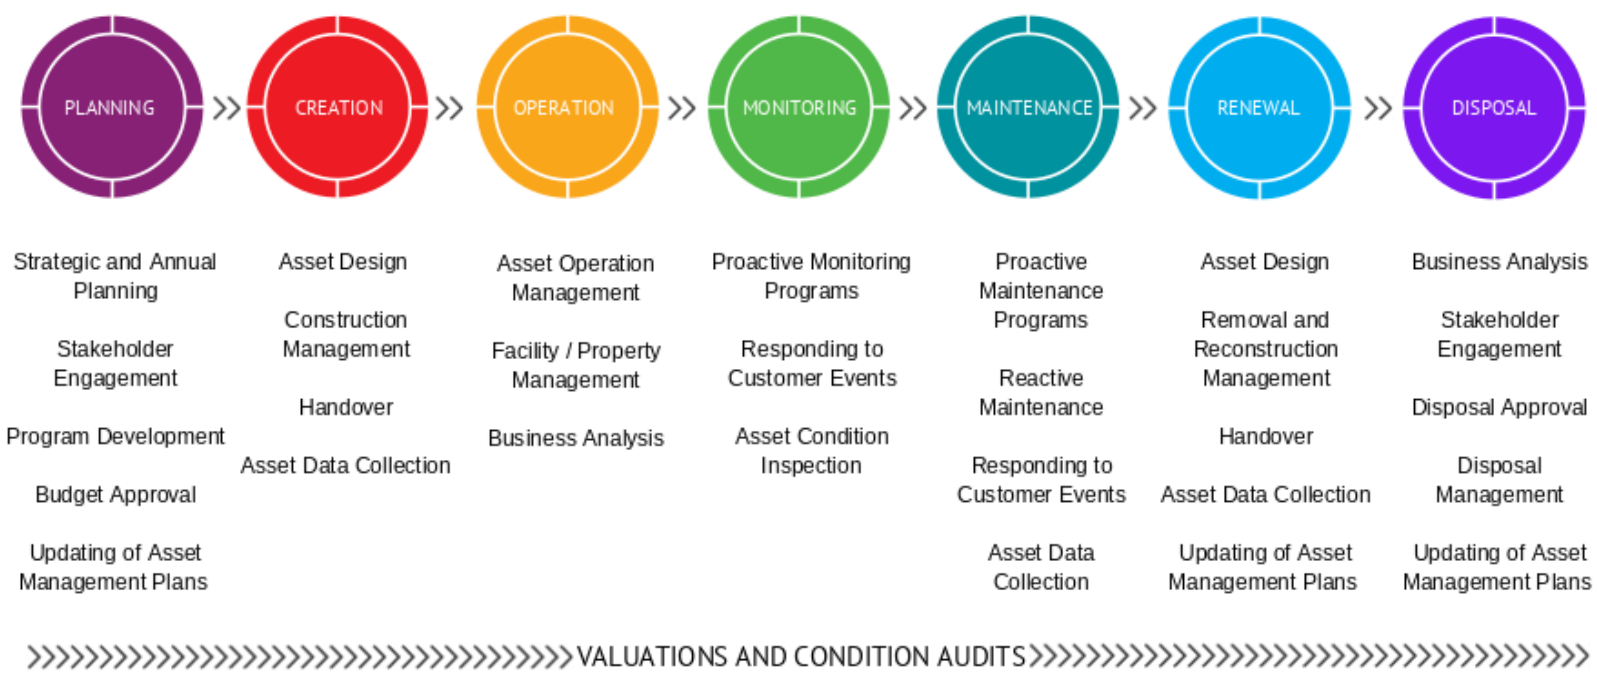 PLANNING
CREATION
OPERATION
MONITORING
MAINTENANCE
RENEWAL
DISPOSAL
Strategic and Annual
Planning
Stakeholder
Engagement
Program Development
Budget Approval
Updating of Asset
Management Plans
Asset Design
Construction
Management
Handover
Asset Data Collection
Asset Operation
Management
Facility / Property
Management
Business Analysis
Proactive Monitoring
Programs
Responding to
Customer Events
Asset Condition
Inspection
Proactive
Maintenance
Programs
Reactive
Maintenance
Responding to
Customer Events
Asset Data
Collection
Asset Design
Removal and
Reconstruction
Management
Handover
Asset Data Collection
Updating of Asset
Management Plans
Business Analysis
Stakeholder
Engagement
Disposal Approval
Disposal
Management
Updating of Asset
Management Plans
VALUATIONS AND CONDITION AUDITS